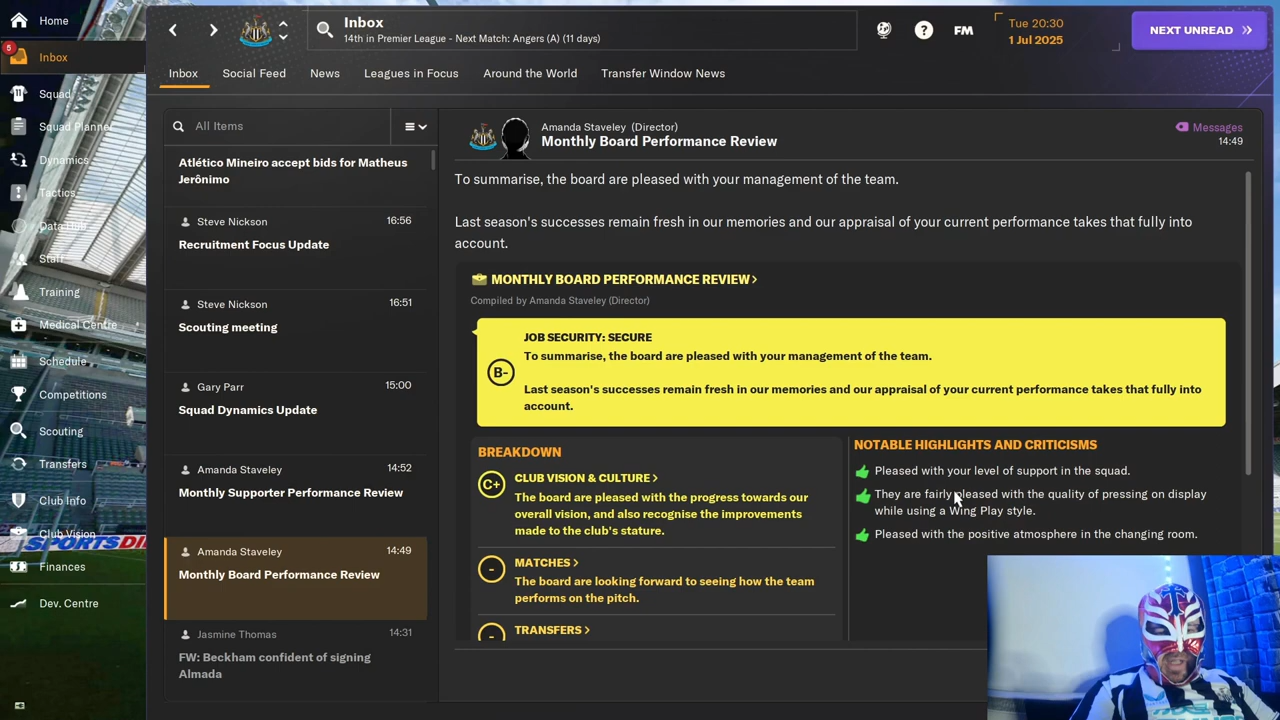 Home
5
Inbox
Squad
Squad Planner
Dynamics
Tactics
Staff
Training
Medical Centre
Schedule
Competitions
Scouting
Transfers
Club Info
Club Vision
SPORTS DI
Finances
Dev. Centre
Inbox
14th in Premier League - Next Match: Angers (A) (11 days)
?
FM
Tue 20:30
1 Jul 2025
NEXT UNREAD
Inbox
Social Feed
News
Leagues in Focus
Around the World
Transfer Window News
All Items
Atlético Mineiro accept bids for Matheus
Jerônimo
Steve Nickson 16:56
Recruitment Focus Update
Steve Nickson 16:51
Scouting meeting
Gary Parr 15:00
Squad Dynamics Update
Amanda Staveley 14:52
Monthly Supporter Performance Review
Amanda Staveley 14:49
Monthly Board Performance Review
Jasmine Thomas 14:31
FW: Beckham confident of signing
Almada
Amanda Staveley (Director)
Monthly Board Performance Review
Messages
14:49
To summarise, the board are pleased with your management of the team.
Last season's successes remain fresh in our memories and our appraisal of your current performance takes that fully into
account.
MONTHLY BOARD PERFORMANCE REVIEW >
Compiled by Amanda Staveley (Director)
JOB SECURITY: SECURE
B-
To summarise, the board are pleased with your management of the team.
Last season's successes remain fresh in our memories and our appraisal of your current performance takes that fully into
account.
BREAKDOWN
C+
CLUB VISION & CULTURE >
The board are pleased with the progress towards our
overall vision, and also recognise the improvements
made to the club's stature.
-
MATCHES >
The board are looking forward to seeing how the team
performs on the pitch.
-
TRANSFERS >
NOTABLE HIGHLIGHTS AND CRITICISMS
Pleased with your level of support in the squad.
They are fairly pleased with the quality of pressing on display
while using a Wing Play style.
Pleased with the positive atmosphere in the changing room.